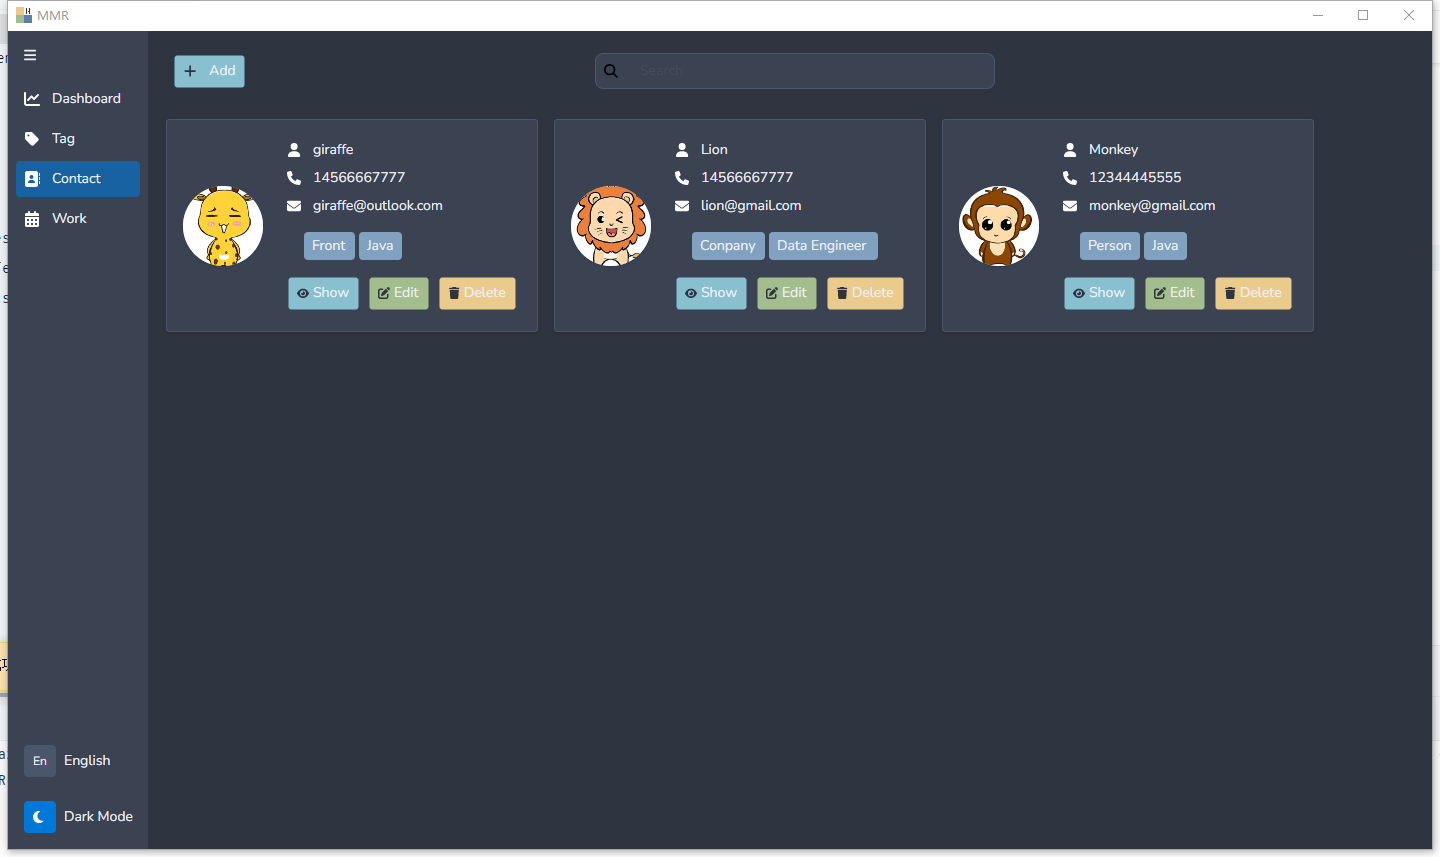 MMR
Dashboard
Tag
Contact
Work
En English
Dark Mode
Add
Search
giraffe
14566667777
giraffe@outlook.com
Front Java
Show Edit Delete
Lion
14566667777
lion@gmail.com
Conpany Data Engineer
Show Edit Delete
Monkey
12344445555
monkey@gmail.com
Person Java
Show Edit Delete